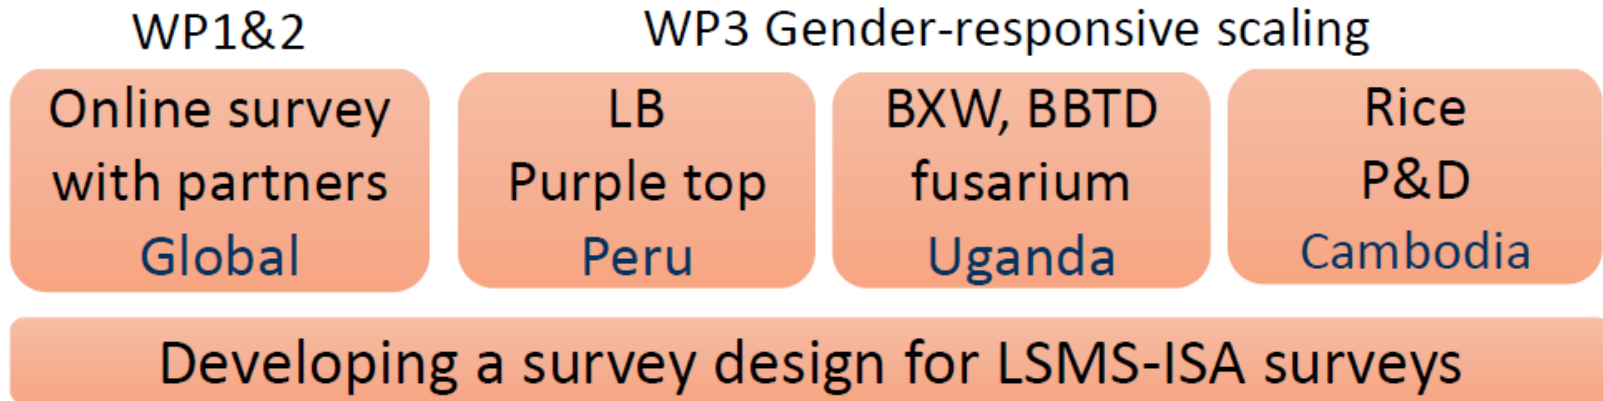 WP1&2
WP3 Gender-responsive scaling
Online survey
with partners
Global
LB
Purple top
Peru
BXW, BBTD
fusarium
Uganda
Rice
P&D
Cambodia
Developing a survey design for LSMS-ISA surveys